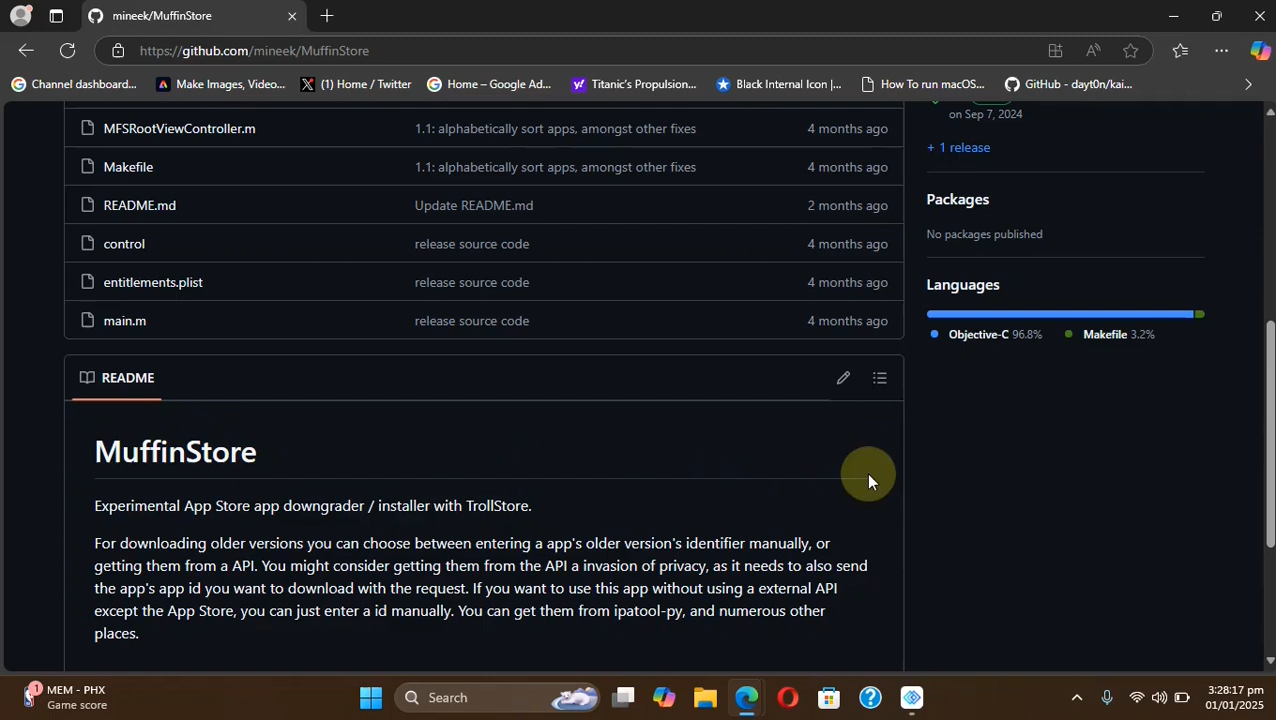 mineek/MuffinStore
https://github.com/mineek/MuffinStore
Channel dashboard...
Make Images, Video...
(1) Home / Twitter
Home – Google Ad...
Titanic's Propulsion...
Black Internal Icon |...
How To run macOS...
GitHub - dayt0n/kai...
MFSRootViewController.m 1.1: alphabetically sort apps, amongst other fixes 4 months ago
Makefile 1.1: alphabetically sort apps, amongst other fixes 4 months ago
README.md Update README.md 2 months ago
control release source code 4 months ago
entitlements.plist release source code 4 months ago
main.m release source code 4 months ago
README
MuffinStore
Experimental App Store app downgrader / installer with TrollStore.
For downloading older versions you can choose between entering a app's older version's identifier manually, or
getting them from a API. You might consider getting them from the API a invasion of privacy, as it needs to also send
the app's app id you want to download with the request. If you want to use this app without using a external API
except the App Store, you can just enter a id manually. You can get them from ipatool-py, and numerous other
places.
on Sep 7, 2024
+ 1 release
Packages
No packages published
Languages
Objective-C 96.8%
Makefile 3.2%
1
MEM - PHX
Game score
Search
3:28:17 pm
01/01/2025